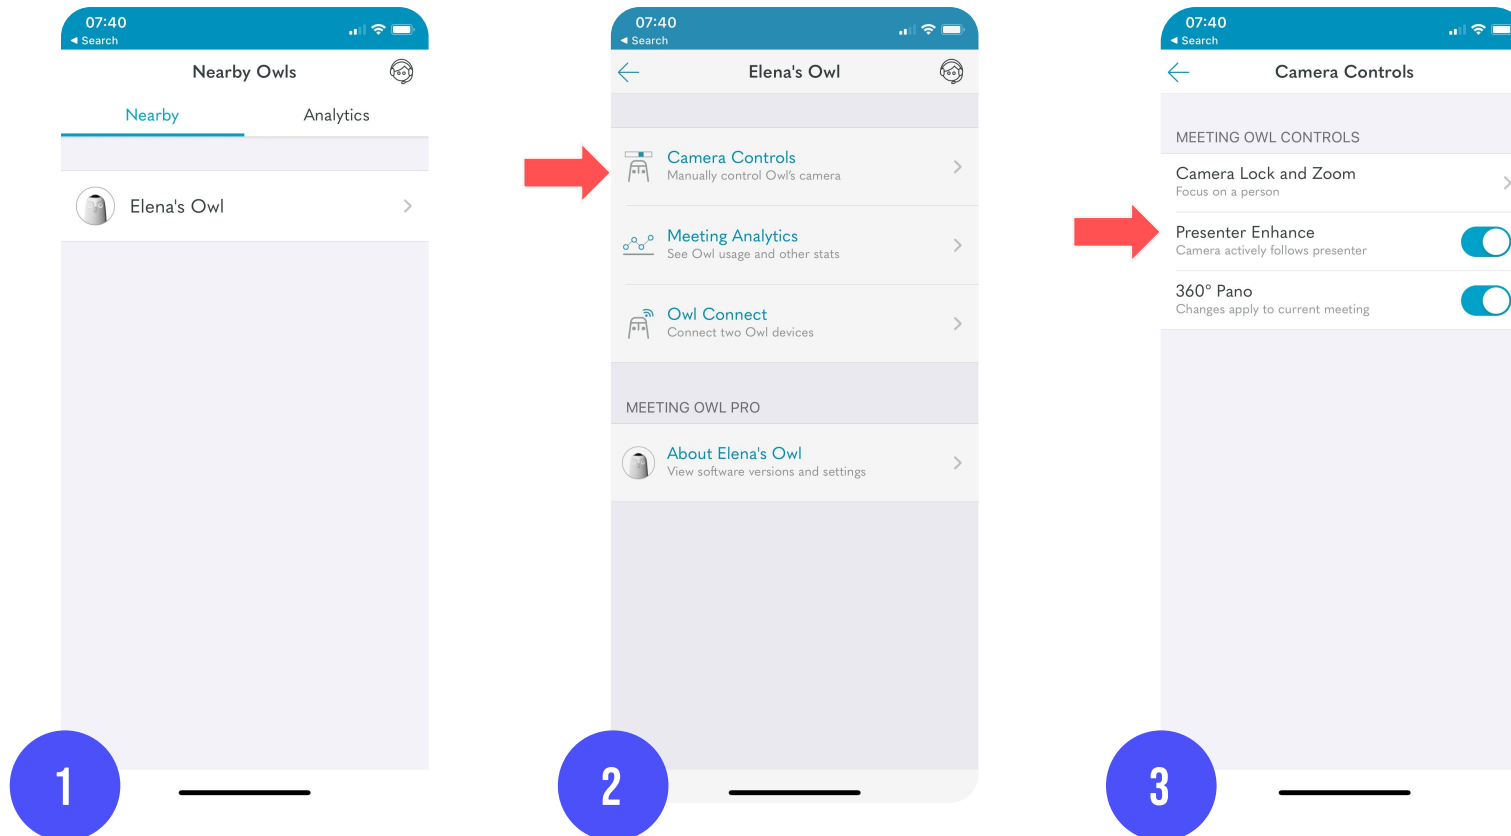 07:40
◀ Search
Nearby Owls
Nearby
Analytics
Elena's Owl
1
07:40
◀ Search
Elena's Owl
Camera Controls
Manually control Owl's camera
Meeting Analytics
See Owl usage and other stats
Owl Connect
Connect two Owl devices
MEETING OWL PRO
About Elena's Owl
View software versions and settings
2
07:40
◀ Search
Camera Controls
MEETING OWL CONTROLS
Camera Lock and Zoom
Focus on a person
Presenter Enhance
Camera actively follows presenter
360° Pano
Changes apply to current meeting
3